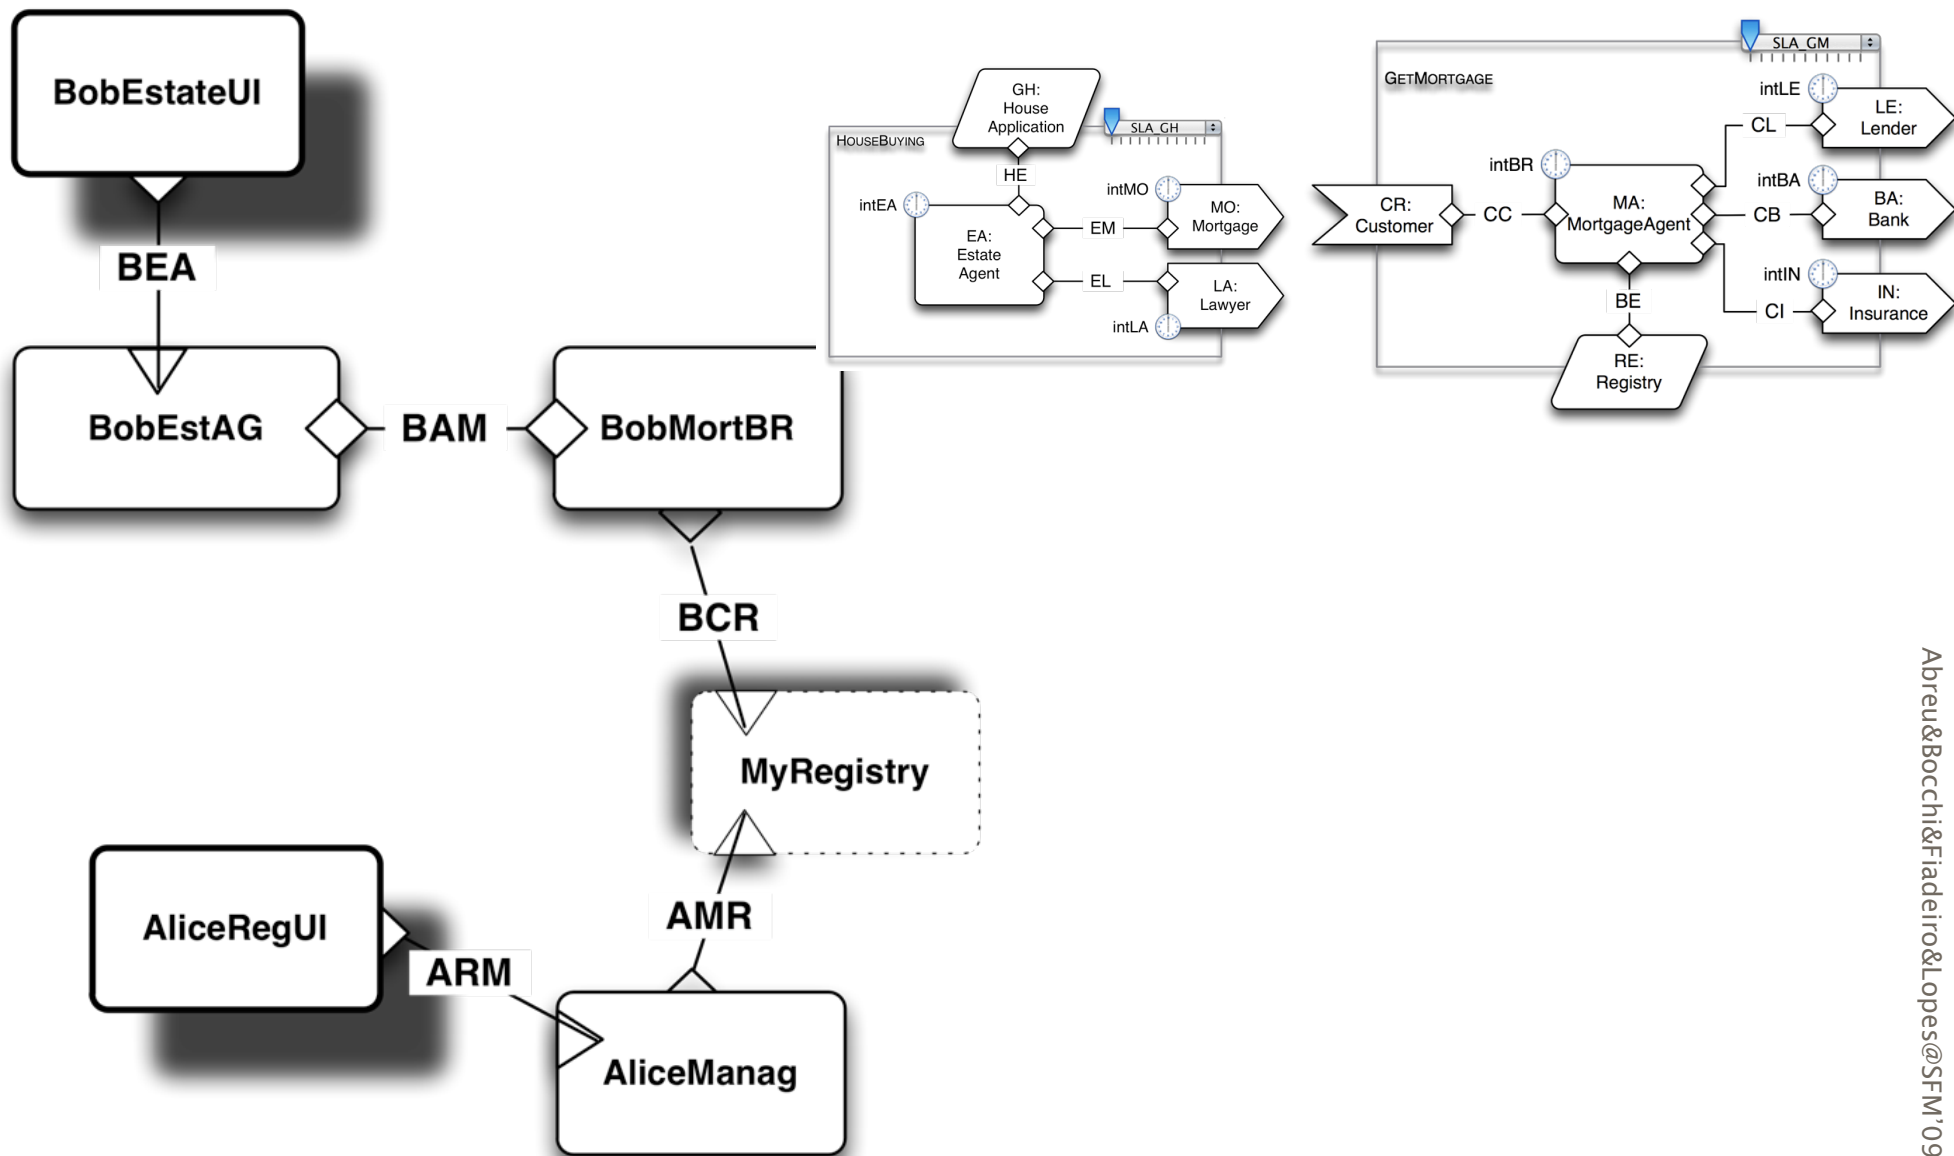 BobEstateUI
BEA
BobEstAG
BAM
BobMortBR
BCR
MyRegistry
AMR
AliceRegUI
ARM
AliceManag
HOUSEBUYING
GH:
House
Application
SLA_GH
HE
intEA
EA:
Estate
Agent
EM
intMO
MO:
Mortgage
EL
LA:
Lawyer
intLA
GETMORTGAGE
SLA_GM
CR:
Customer
CC
intBR
MA:
MortgageAgent
CL
intLE
LE:
Lender
CB
intBA
BA:
Bank
CI
intIN
IN:
Insurance
BE
RE:
Registry
Abreu&Bocchi&Fiadeiro&Lopes@SFM'09